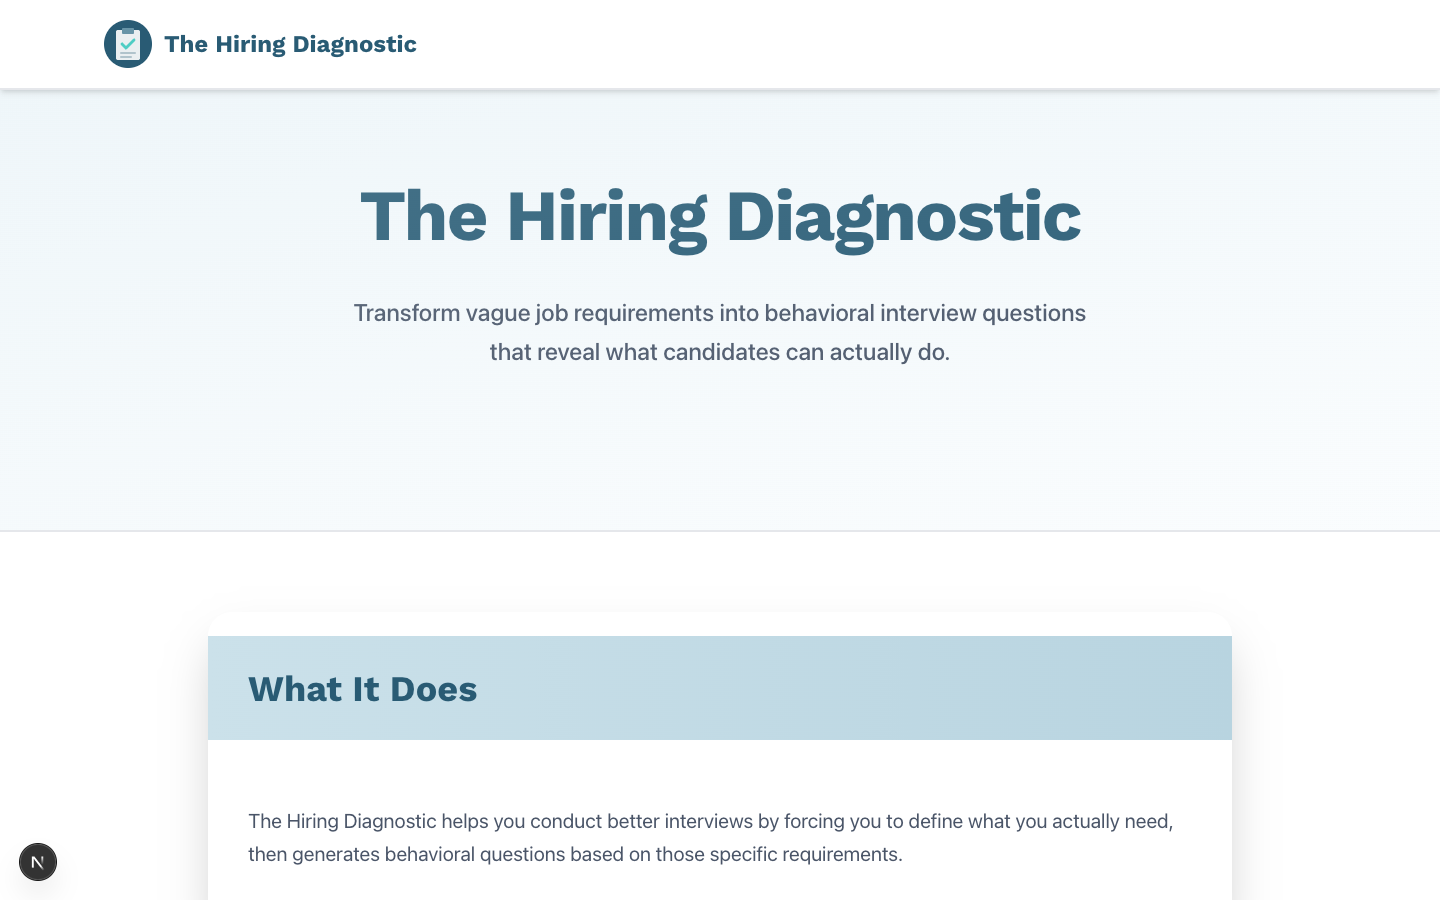 The Hiring Diagnostic
The Hiring Diagnostic
Transform vague job requirements into behavioral interview questions
that reveal what candidates can actually do.
What It Does
The Hiring Diagnostic helps you conduct better interviews by forcing you to define what you actually need,
then generates behavioral questions based on those specific requirements.
N